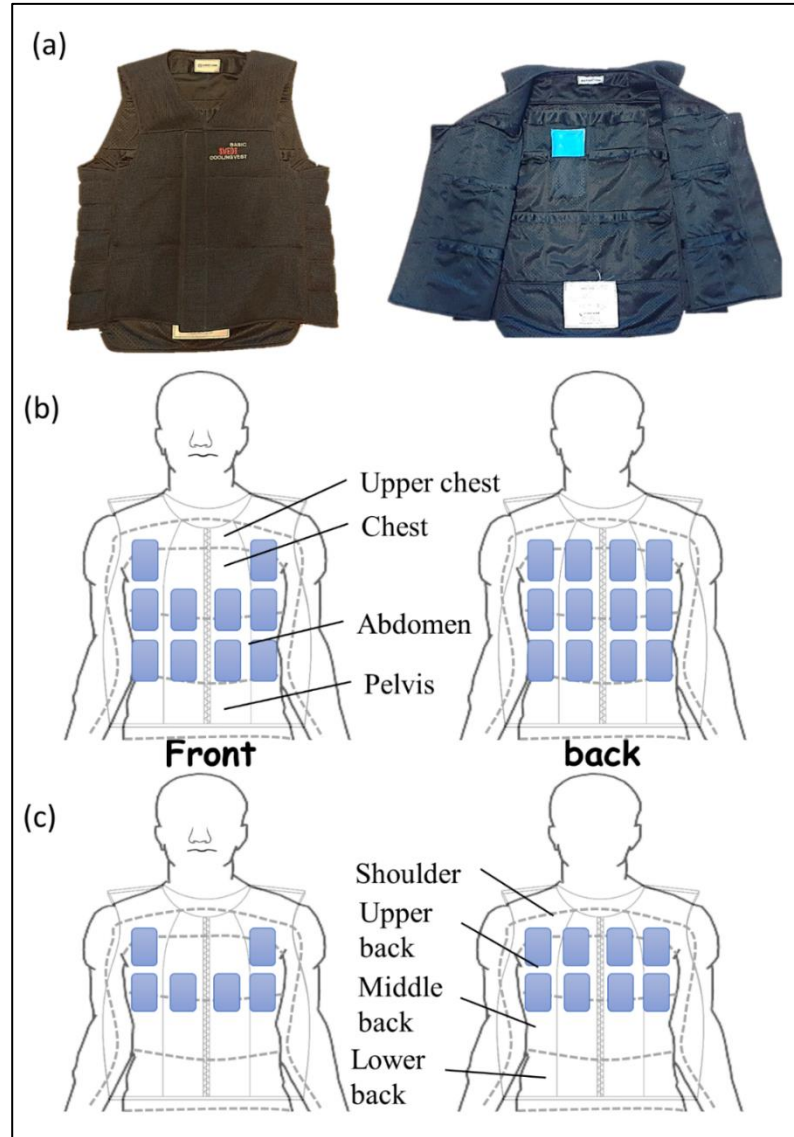 (a)
BASIC
COOLING VEST
(b)
Upper chest
Chest
Abdomen
Pelvis
Front
back
(c)
Shoulder
Upper
back
Middle
back
Lower
back